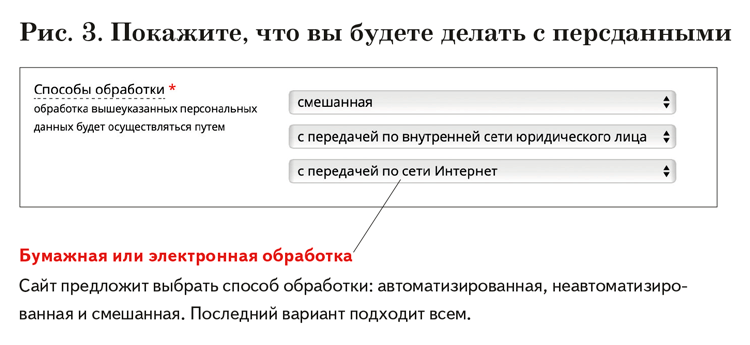 Рис. 3. Покажите, что вы будете делать с персданными
Способы обработки *
обработка вышеуказанных персональных
данных будет осуществляться путем
смешанная
с передачей по внутренней сети юридического лица
с передачей по сети Интернет
Бумажная или электронная обработка
Сайт предложит выбрать способ обработки: автоматизированная, неавтоматизиро-
ванная и смешанная. Последний вариант подходит всем.